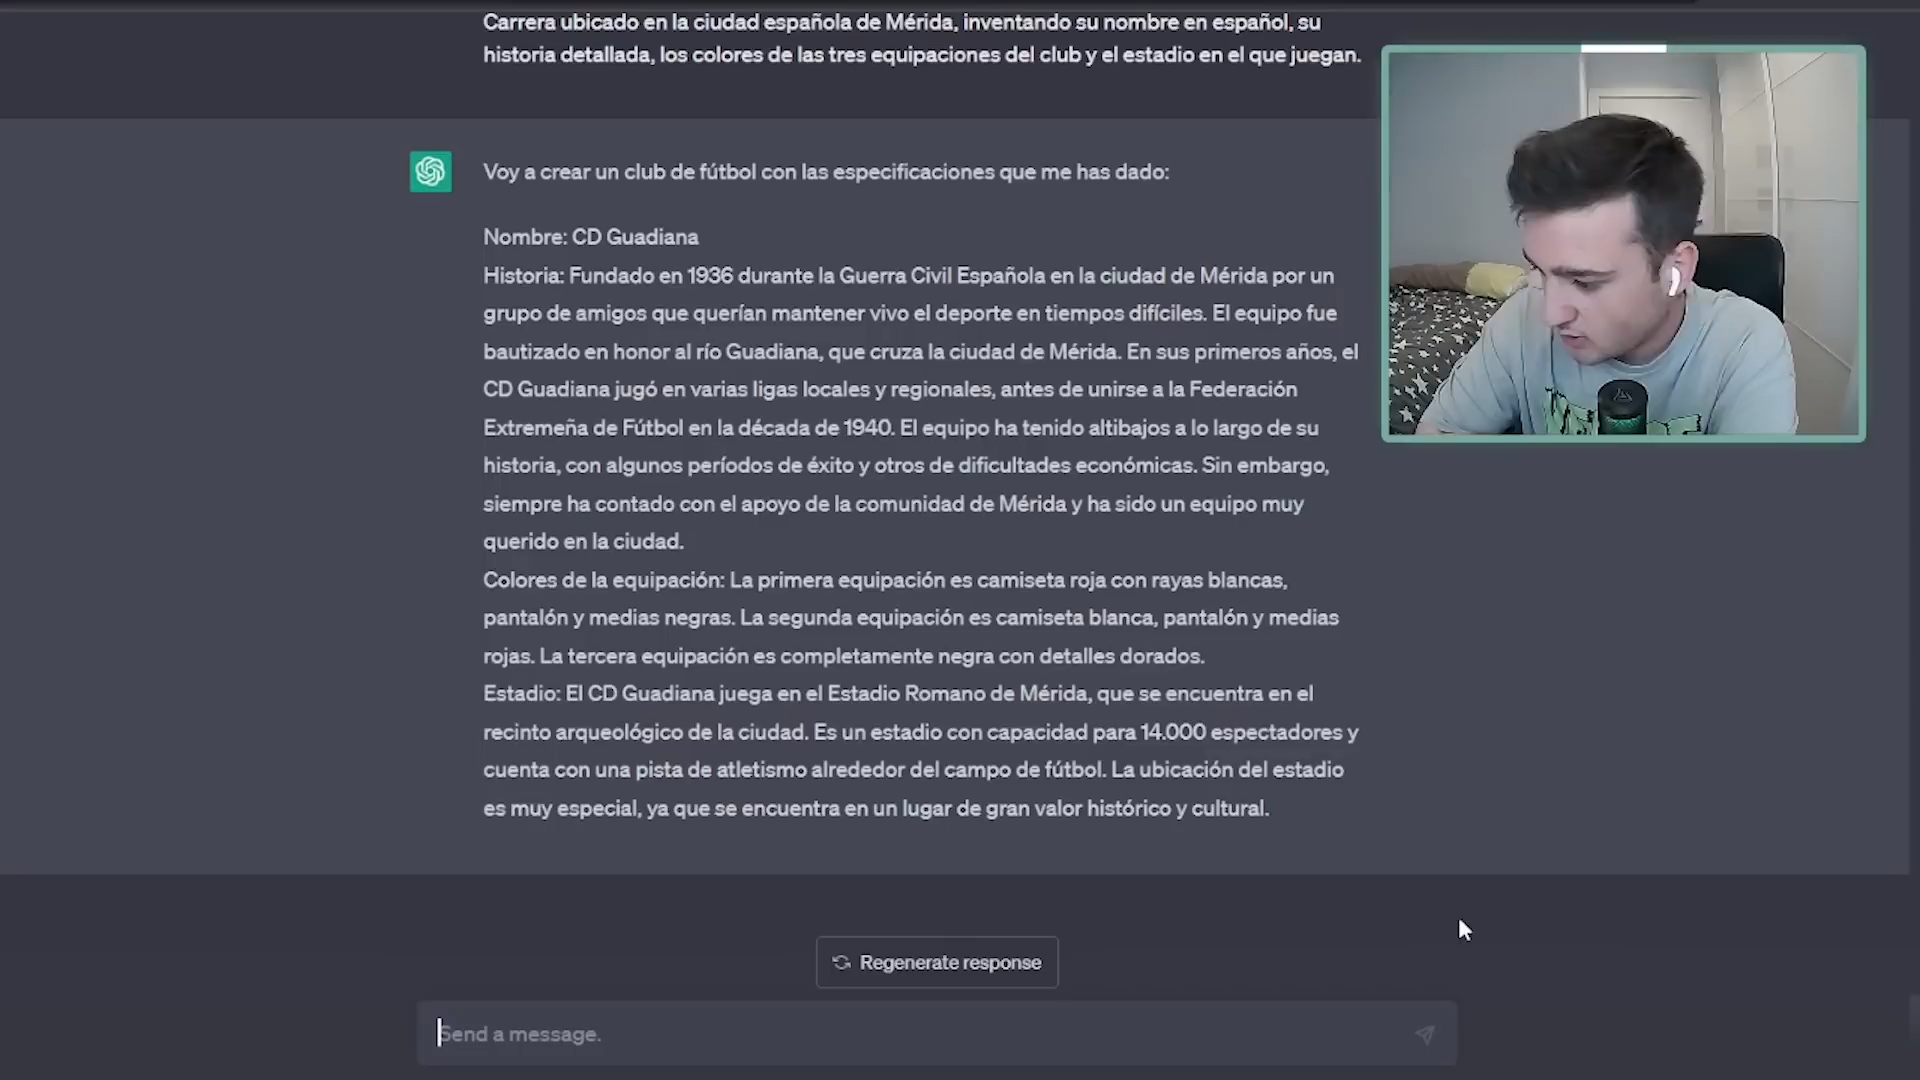 Carrera ubicado en la ciudad española de Mérida, inventando su nombre en español, su
historia detallada, los colores de las tres equipaciones del club y el estadio en el que juegan.
Voy a crear un club de fútbol con las especificaciones que me has dado:
Nombre: CD Guadiana
Historia: Fundado en 1936 durante la Guerra Civil Española en la ciudad de Mérida por un
grupo de amigos que querían mantener vivo el deporte en tiempos difíciles. El equipo fue
bautizado en honor al río Guadiana, que cruza la ciudad de Mérida. En sus primeros años, el
CD Guadiana jugó en varias ligas locales y regionales, antes de unirse a la Federación
Extremeña de Fútbol en la década de 1940. El equipo ha tenido altibajos a lo largo de su
historia, con algunos períodos de éxito y otros de dificultades económicas. Sin embargo,
siempre ha contado con el apoyo de la comunidad de Mérida y ha sido un equipo muy
querido en la ciudad.
Colores de la equipación: La primera equipación es camiseta roja con rayas blancas,
pantalón y medias negras. La segunda equipación es camiseta blanca, pantalón y medias
rojas. La tercera equipación es completamente negra con detalles dorados.
Estadio: El CD Guadiana juega en el Estadio Romano de Mérida, que se encuentra en el
recinto arqueológico de la ciudad. Es un estadio con capacidad para 14.000 espectadores y
cuenta con una pista de atletismo alrededor del campo de fútbol. La ubicación del estadio
es muy especial, ya que se encuentra en un lugar de gran valor histórico y cultural.
Regenerate response
Send a message.